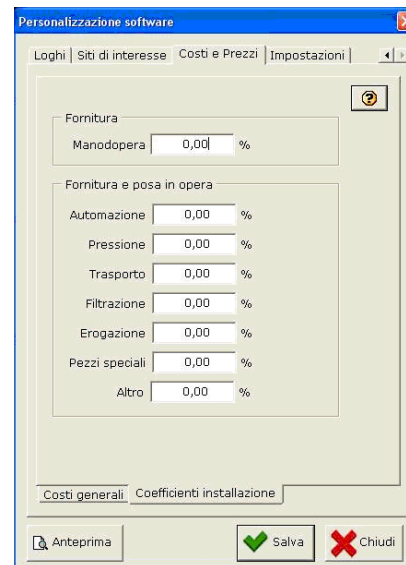 Personalizzazione software
Loghi Siti di interesse Costi e Prezzi Impostazioni
Fornitura
Manodopera 0,00 %
Fornitura e posa in opera
Automazione 0,00 %
Pressione 0,00 %
Trasporto 0,00 %
Filtrazione 0,00 %
Erogazione 0,00 %
Pezzi speciali 0,00 %
Altro 0,00 %
Costi generali Coefficienti installazione
Anteprima Salva Chiudi